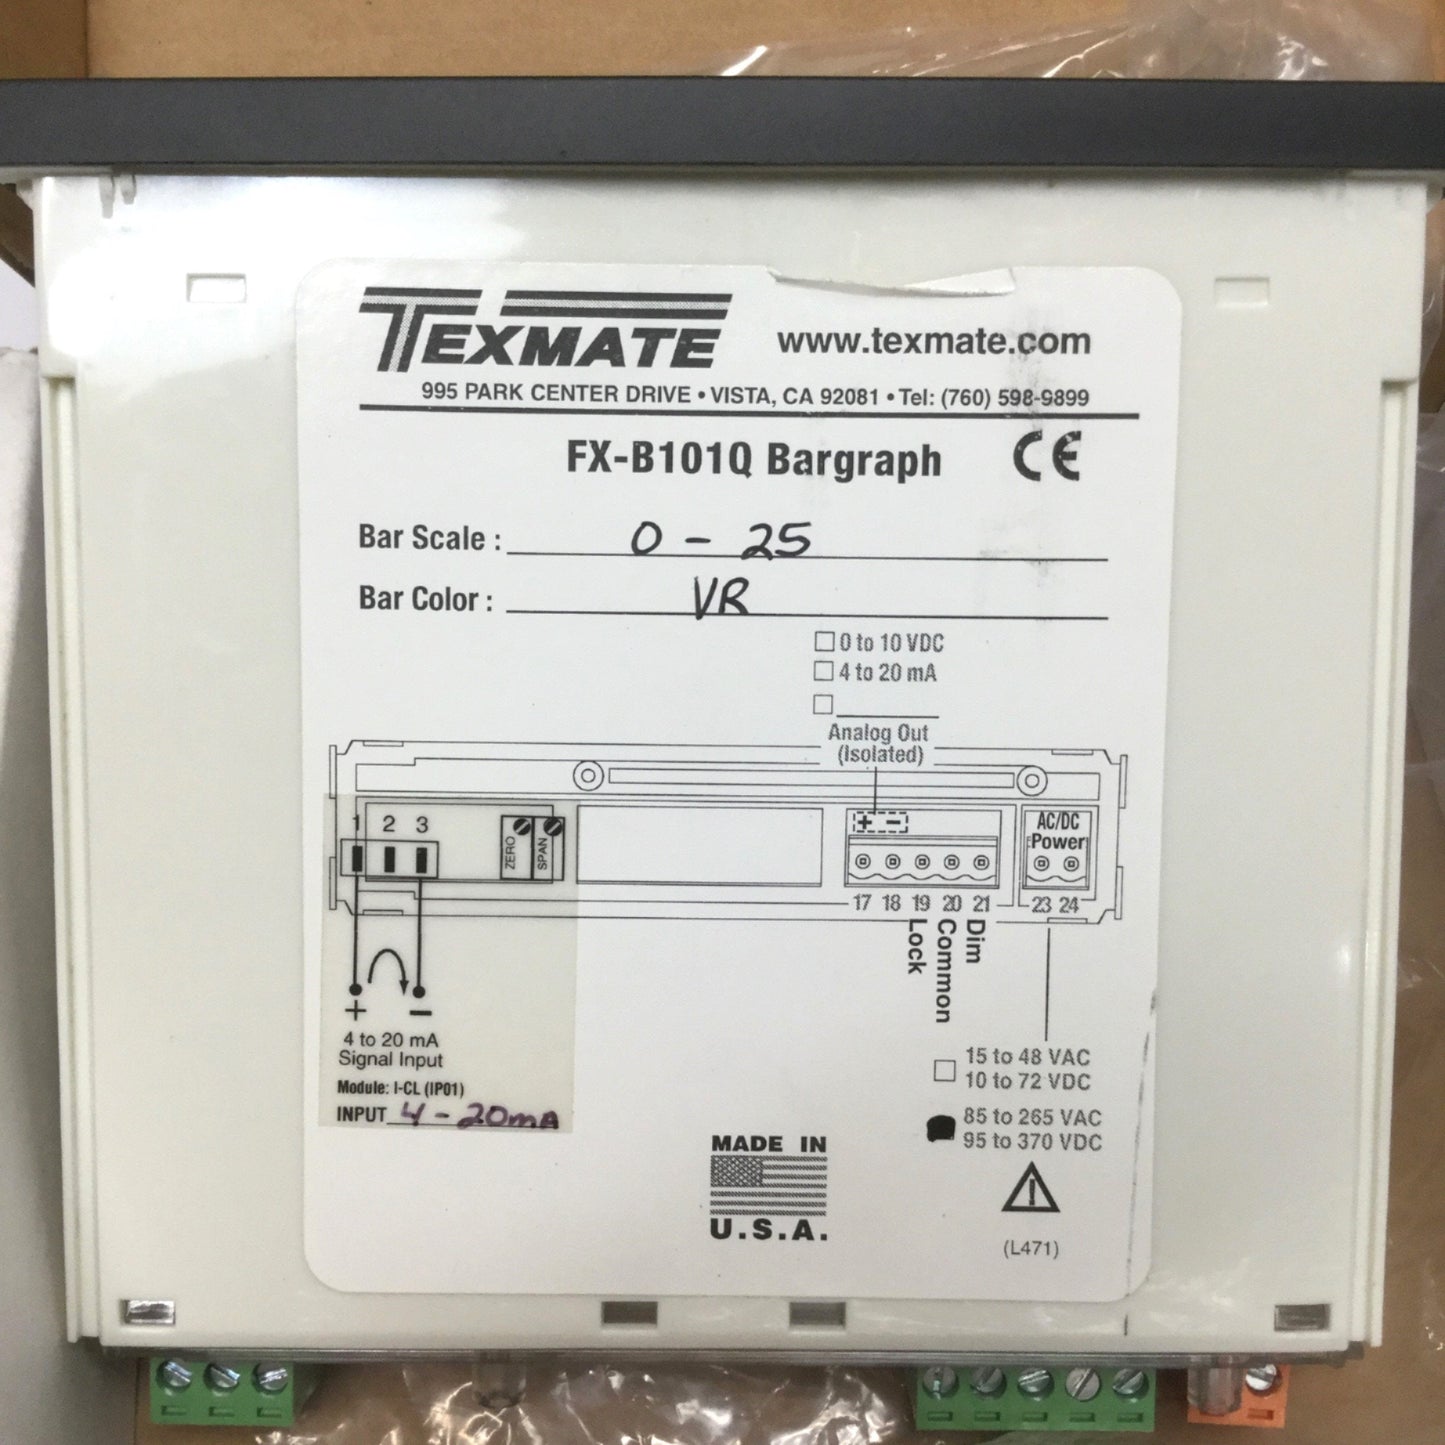 TEXMATE www.texmate.com
995 PARK CENTER DRIVE • VISTA, CA 92081 • Tel: (760) 598-9899
FX-B101Q Bargraph CE
Bar Scale : 0 - 25
Bar Color : VR
0 to 10 VDC
4 to 20 mA
Analog Out
(Isolated)
1 2 3
ZERO
SPAN
+ -
AC/DC
Power
17 18 19 20 21 23 24
Lock
Common
Dim
+ -
4 to 20 mA
Signal Input
Module: I-CL (IP01)
INPUT 4 - 20mA
15 to 48 VAC
10 to 72 VDC
85 to 265 VAC
95 to 370 VDC
MADE IN
U.S.A.
(L471)